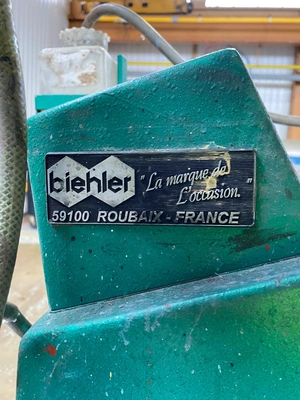 biehler
"La marque de
L'occasion."
59100 ROUBAIX - FRANCE